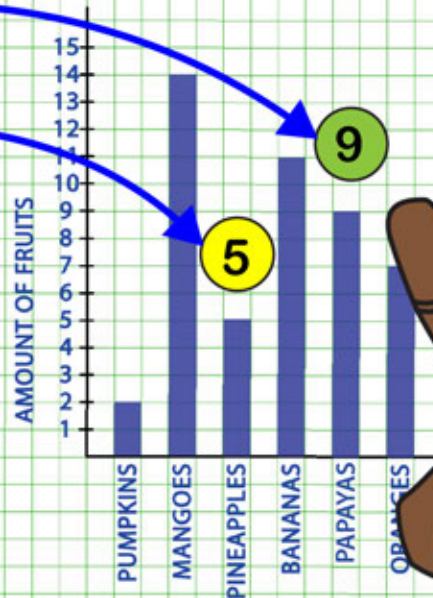 15
14
13
12
11
10
9
8
7
6
5
4
3
2
1
AMOUNT OF FRUITS
9
5
PUMPKINS
MANGOES
PINEAPPLES
BANANAS
PAPAYAS
ORANGES